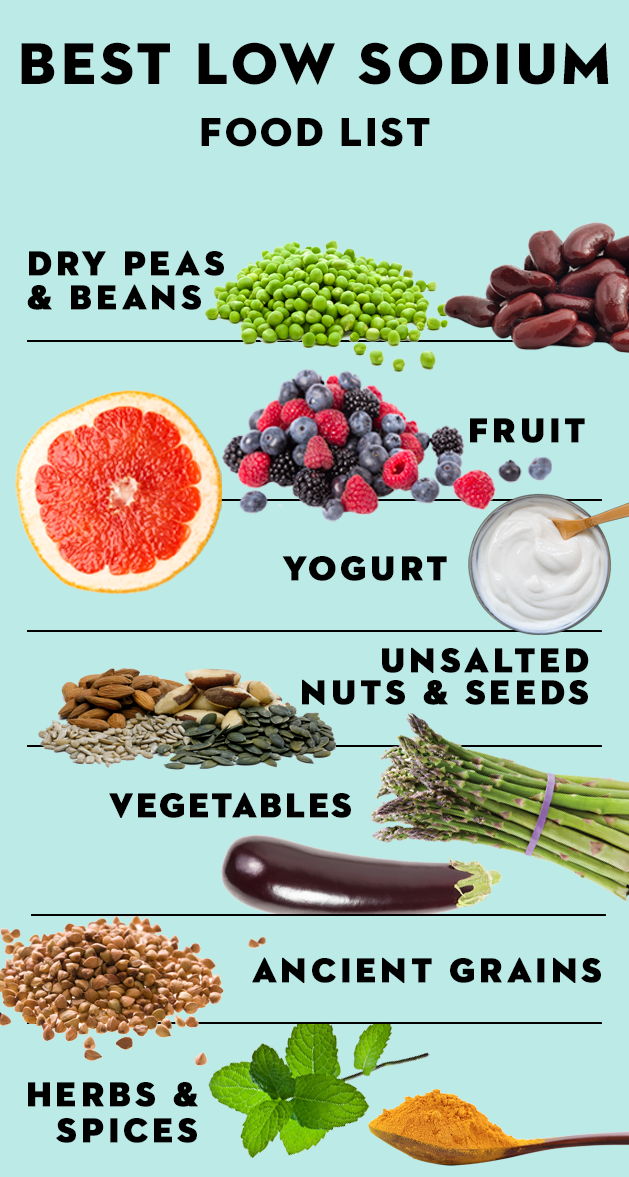 BEST LOW SODIUM
FOOD LIST
DRY PEAS
& BEANS
FRUIT
YOGURT
UNSALTED
NUTS & SEEDS
VEGETABLES
ANCIENT GRAINS
HERBS &
SPICES